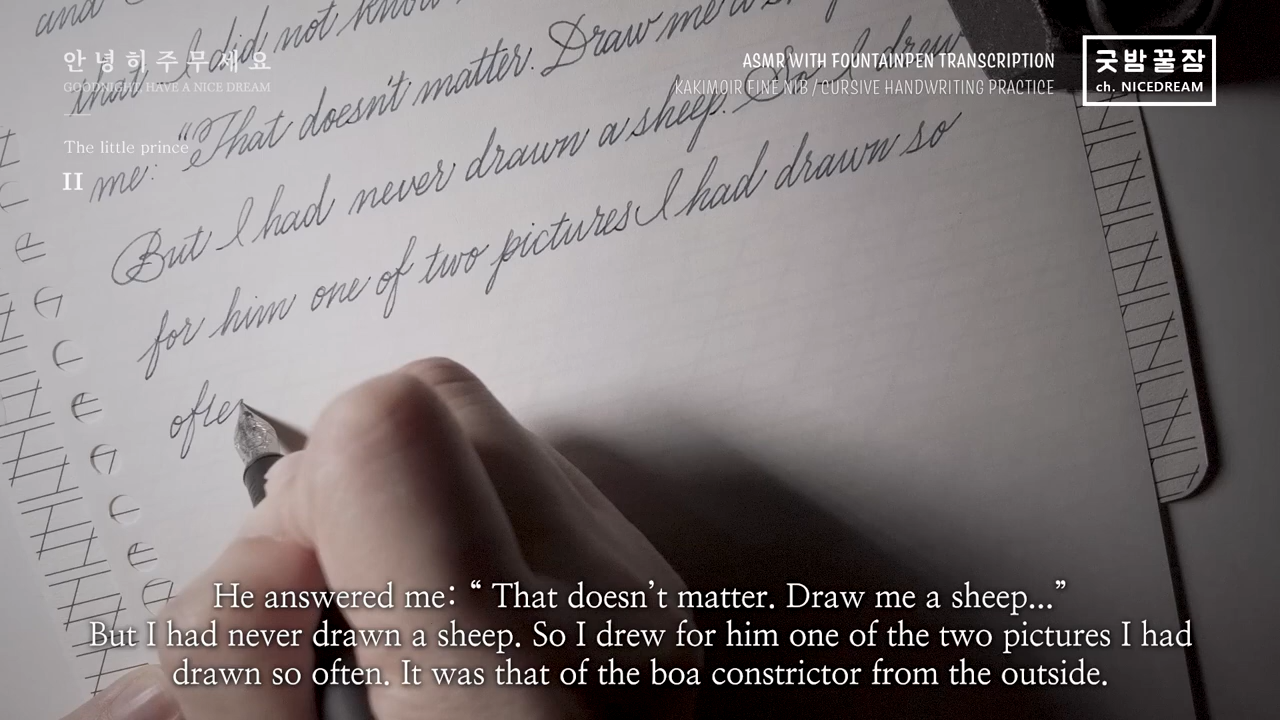 안녕히주무세요
GOODNIGHT, HAVE A NICE DREAM
The little prince
II
ASMR WITH FOUNTAINPEN TRANSCRIPTION
KAKIMOIR FINE NIB / CURSIVE HANDWRITING PRACTICE
굿밤꿀잠
ch. NICEDREAM
and
that I did not know
me: "That doesn't matter. Draw me a
But I had never drawn a sheep. So I drew
for him one of two pictures I had drawn so
often
He answered me: “ That doesn’t matter. Draw me a sheep...”
But I had never drawn a sheep. So I drew for him one of the two pictures I had
drawn so often. It was that of the boa constrictor from the outside.